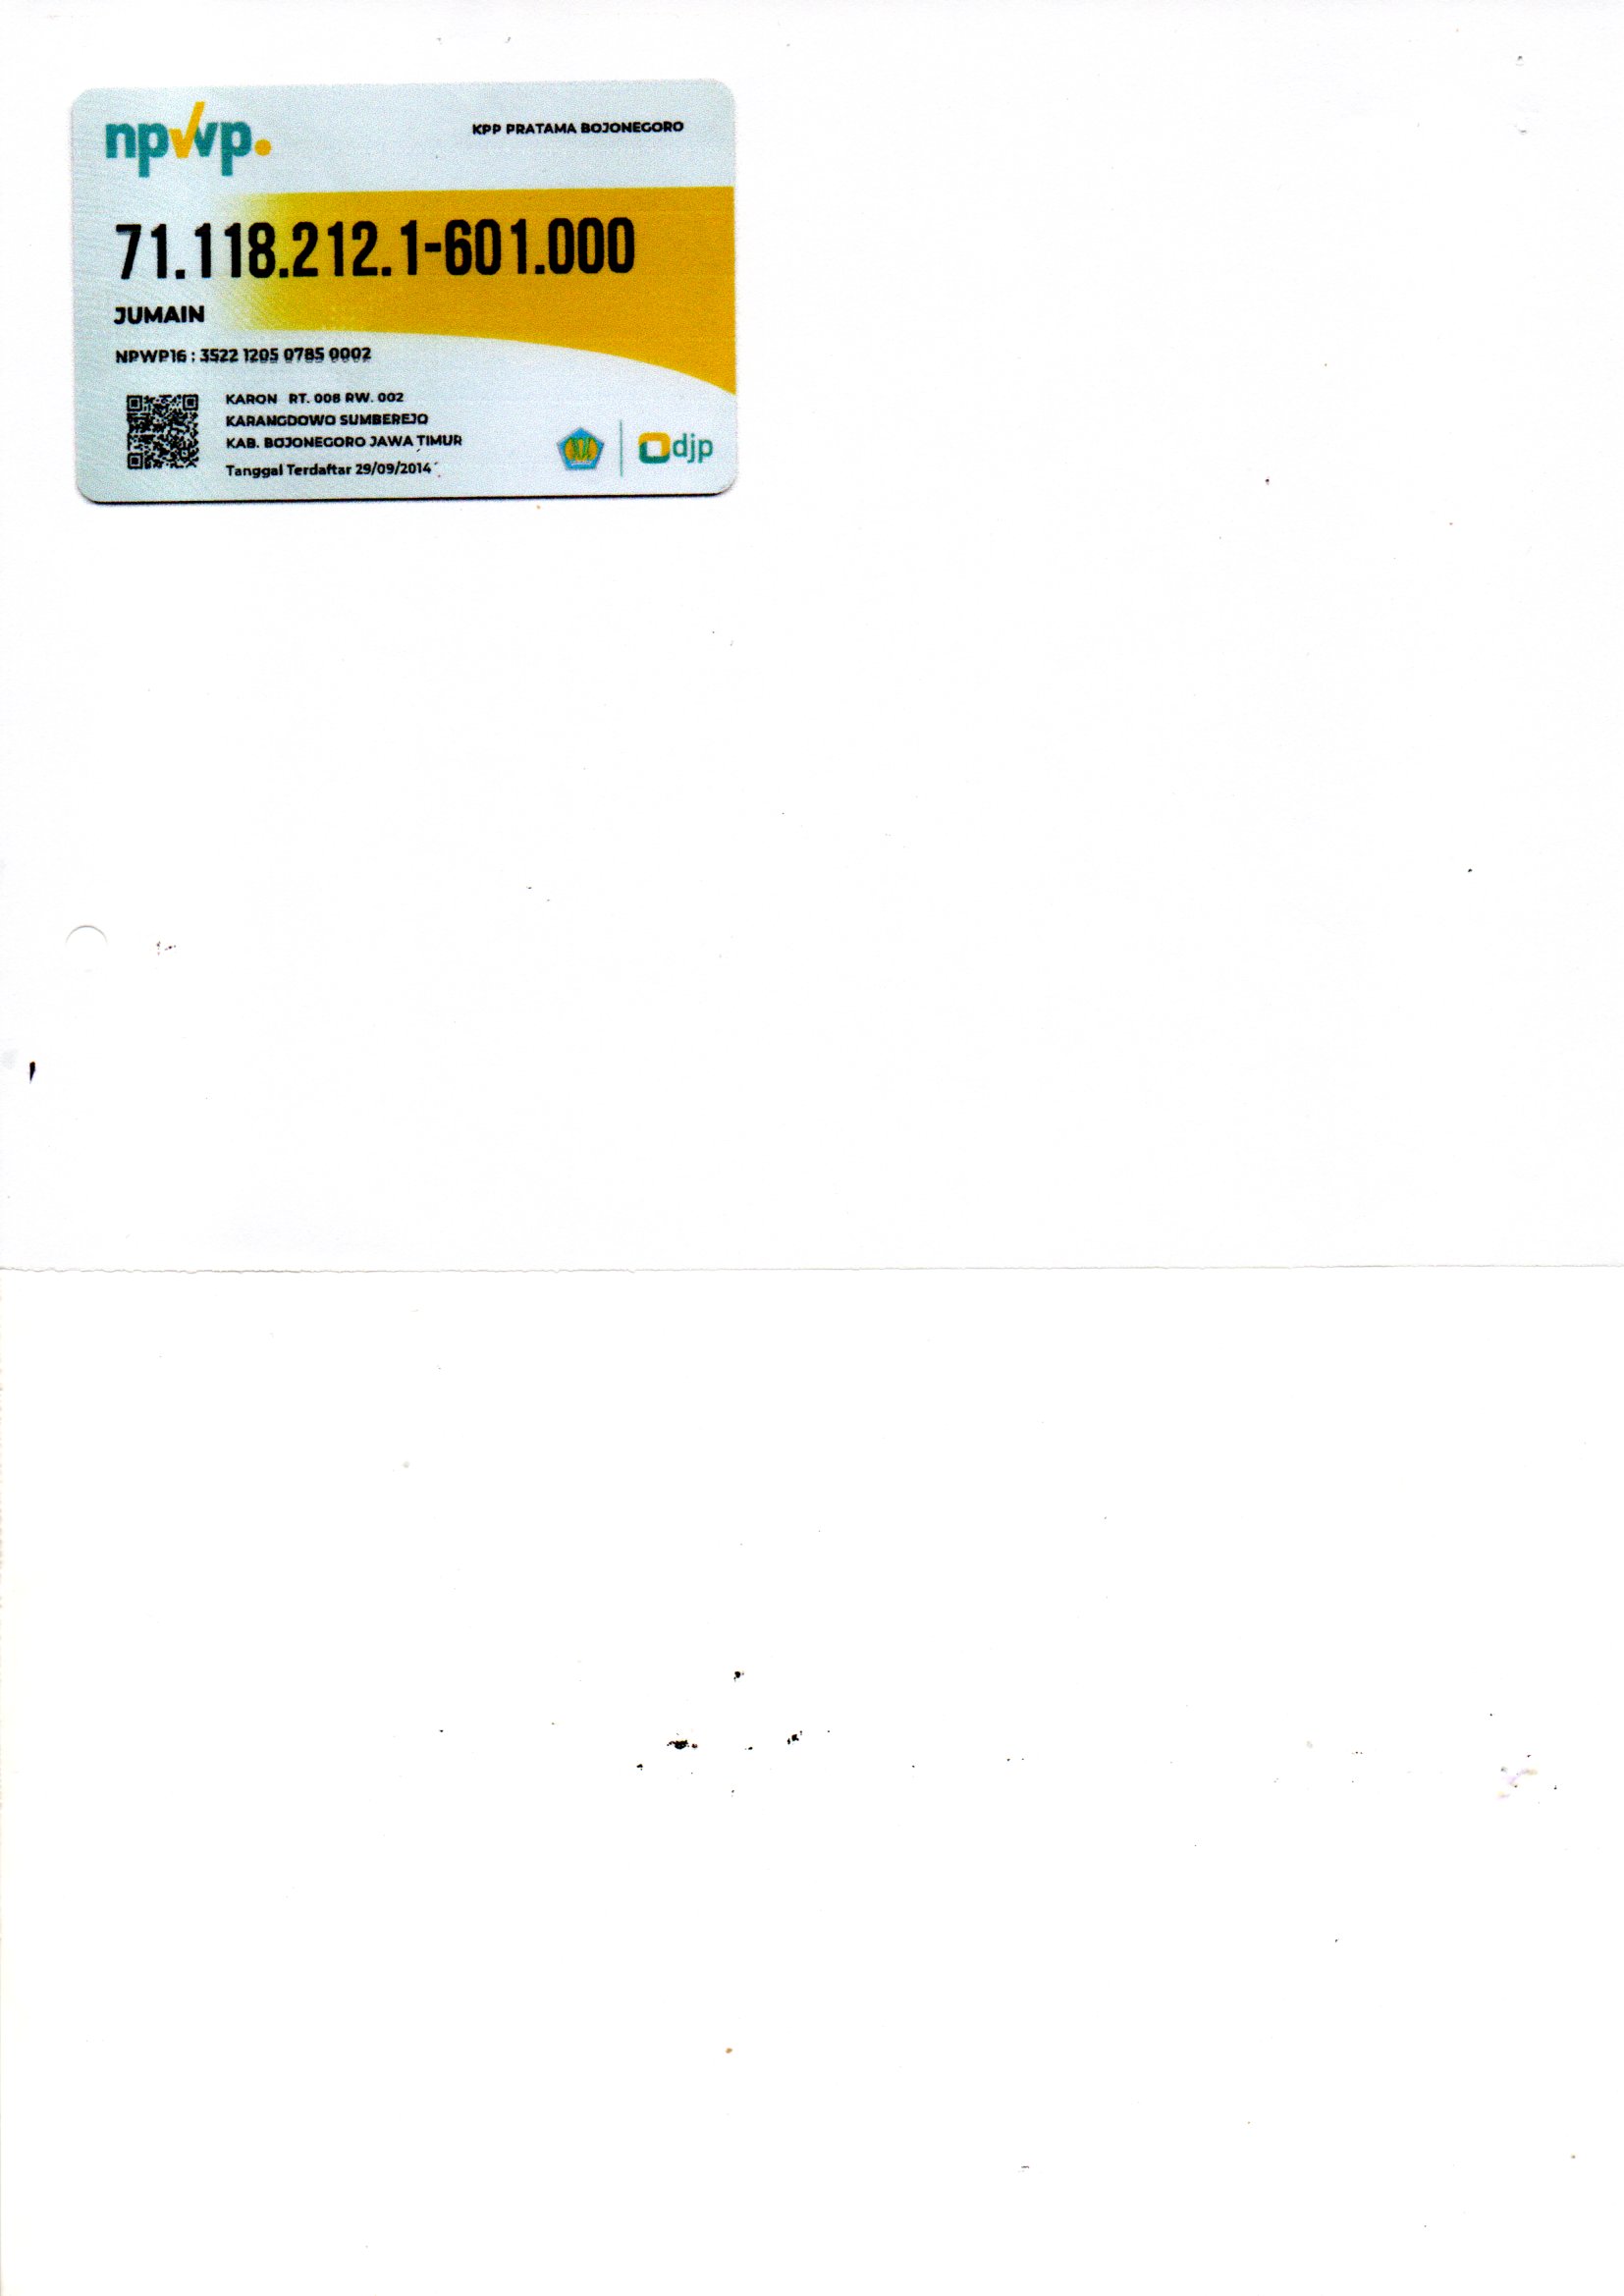 npwp.
KPP PRATAMA BOJONEGORO
71.118.212.1-601.000
JUMAIN
NPWP16 : 3522 1205 0785 0002
KARON RT. 008 RW. 002
KARANGDOWO SUMBEREJO
KAB. BOJONEGORO JAWA TIMUR
Tanggal Terdaftar 29/09/2014
djp